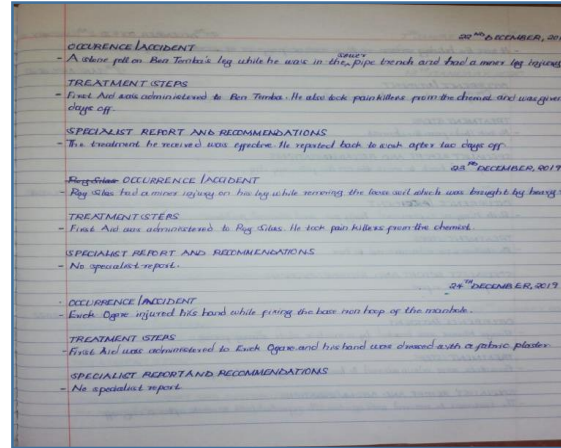 22ND DECEMBER, 201
OCCURRENCE/ACCIDENT
- A stone fell on Ben Temba's leg while he was in the sewer pipe trench and had a minor leg injury
TREATMENT STEPS
- First Aid was administered to Ben Temba. He also took painkillers from the chemist and was given
days off.
SPECIALIST REPORT AND RECOMMENDATIONS
- The treatment he received was effective. He reported back to work after two days off.
23RD DECEMBER, 2019
OCCURRENCE/ACCIDENT
- Roy Silas had a minor injury on his leg while removing the loose soil which was brought by heavy
TREATMENT STEPS
- First Aid was administered to Roy Silas. He took pain killers from the chemist.
SPECIALIST REPORT AND RECOMMENDATIONS
- No specialist report.
24TH DECEMBER, 2019
OCCURRENCE/ACCIDENT
- Erick Ogare injured his hand while fixing the base iron hoop of the manhole.
TREATMENT STEPS
- First Aid was administered to Erick Ogare and his hand was dressed with a fabric plaster.
SPECIALIST REPORT AND RECOMMENDATIONS
- No specialist report